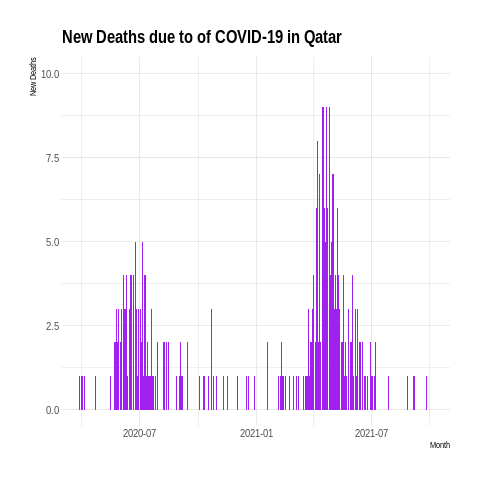 New Deaths due to of COVID-19 in Qatar
New Deaths
10.0
7.5
5.0
2.5
0.0
2020-07
2021-01
2021-07
Month